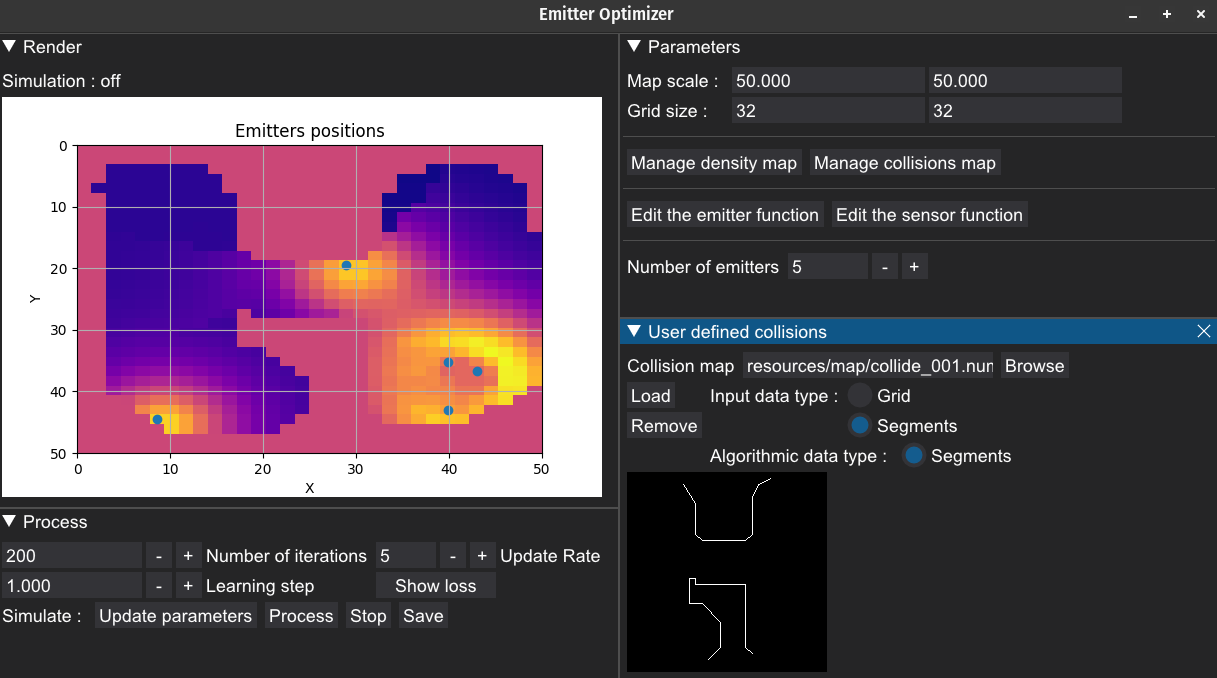 Emitter Optimizer
Render
Simulation : off
Emitters positions
0
10
20
30
40
50
Y
0 10 20 30 40 50
X
Process
200 - + Number of iterations 5 - + Update Rate
1.000 - + Learning step Show loss
Simulate : Update parameters Process Stop Save
Parameters
Map scale : 50.000 50.000
Grid size : 32 32
Manage density map Manage collisions map
Edit the emitter function Edit the sensor function
Number of emitters 5 - +
User defined collisions
Collision map resources/map/collide_001.nun Browse
Load Input data type : Grid
Remove Segments
Algorithmic data type : Segments